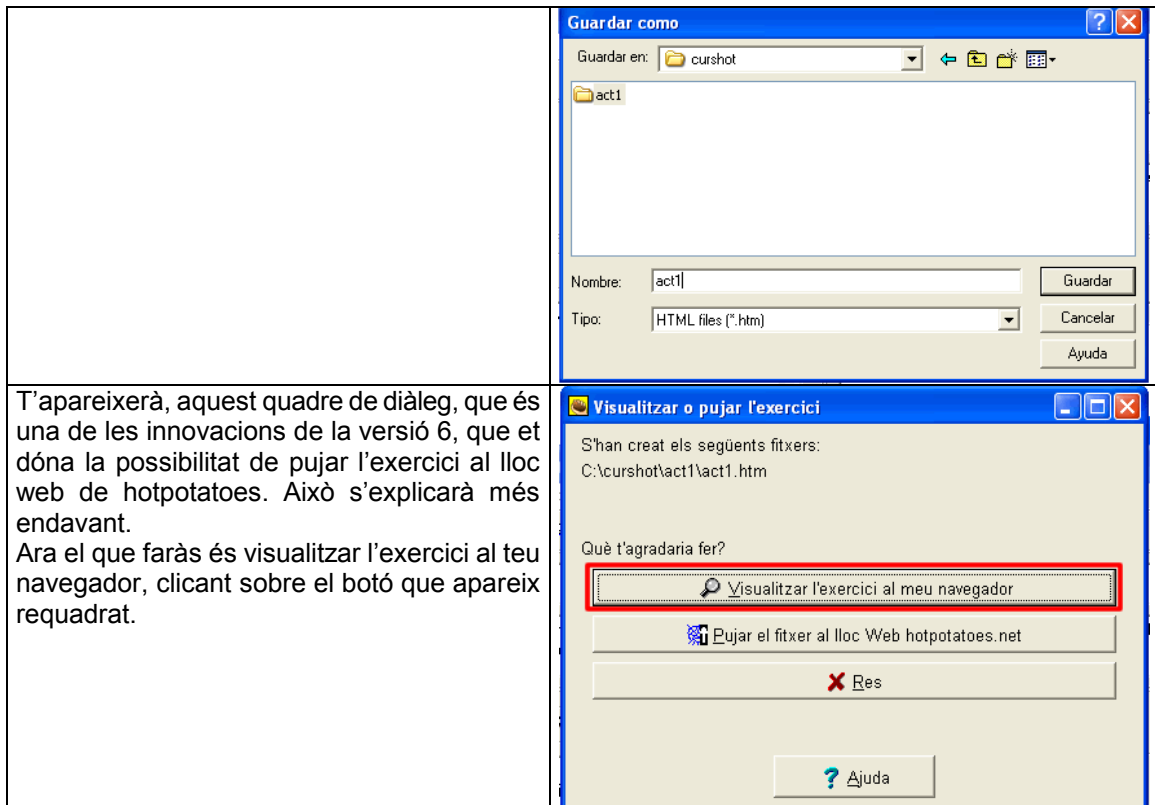 Guardar como
Guardar en: curshot
act1
Nombre: act1
Guardar
Tipo: HTML files (*.htm)
Cancelar
Ayuda
T'apareixerà, aquest quadre de diàleg, que és
una de les innovacions de la versió 6, que et
dóna la possibilitat de pujar l'exercici al lloc
web de hotpotatoes. Això s'explicarà més
endavant.
Ara el que faràs és visualitzar l'exercici al teu
navegador, clicant sobre el botó que apareix
requadrat.
Visualitzar o pujar l'exercici
S'han creat els següents fitxers:
C:\curshot\act1\act1.htm
Què t'agradaria fer?
Visualitzar l'exercici al meu navegador
Pujar el fitxer al lloc Web hotpotatoes.net
Res
Ajuda